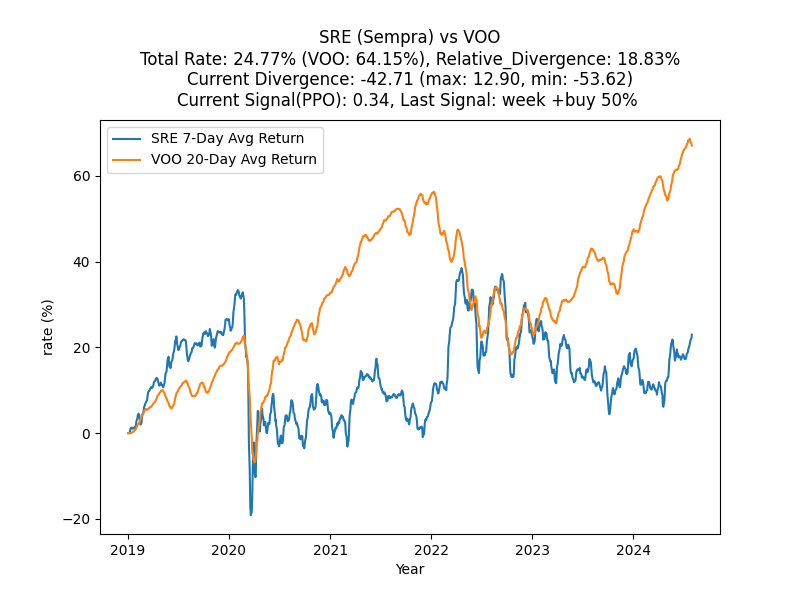 SRE (Sempra) vs VOO
Total Rate: 24.77% (VOO: 64.15%), Relative_Divergence: 18.83%
Current Divergence: -42.71 (max: 12.90, min: -53.62)
Current Signal(PPO): 0.34, Last Signal: week +buy 50%
SRE 7-Day Avg Return
VOO 20-Day Avg Return
rate (%)
60
40
20
0
−20
2019 2020 2021 2022 2023 2024
Year